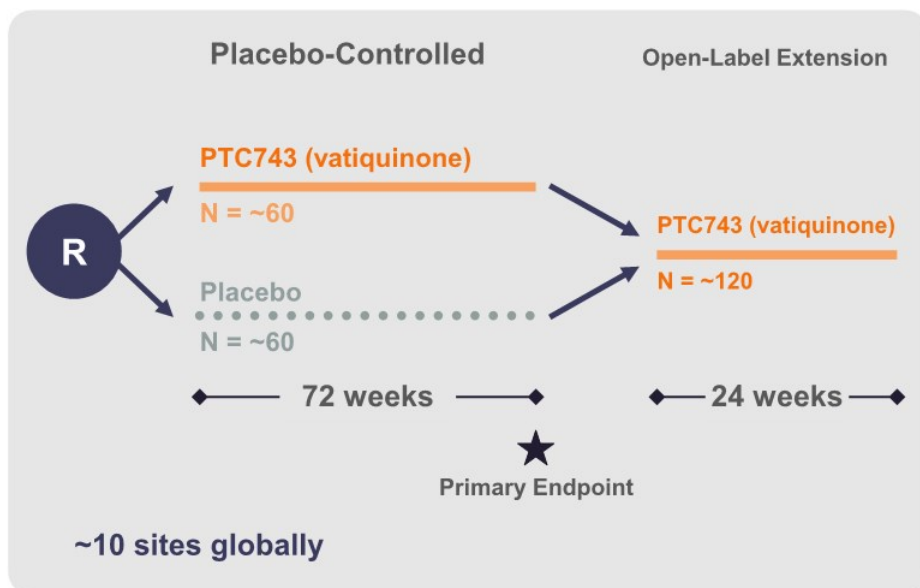 Placebo-Controlled
Open-Label Extension
PTC743 (vatiquinone)
N = ~60
R
Placebo
N = ~60
PTC743 (vatiquinone)
N = ~120
72 weeks
24 weeks
Primary Endpoint
~10 sites globally